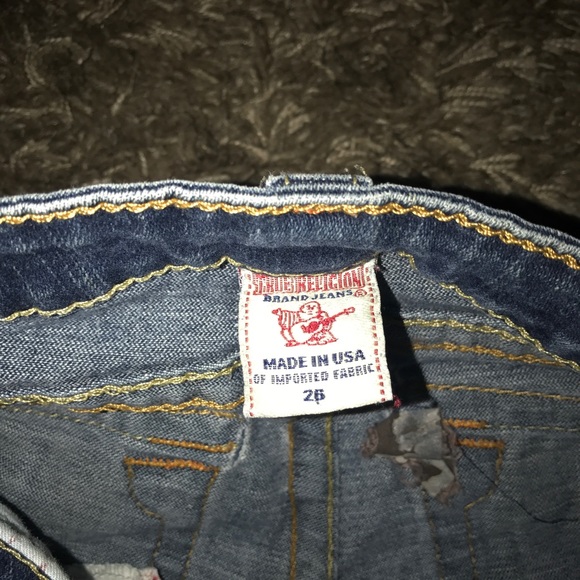 TRUE RELIGION
BRAND JEANS®
MADE IN USA
OF IMPORTED FABRIC
26